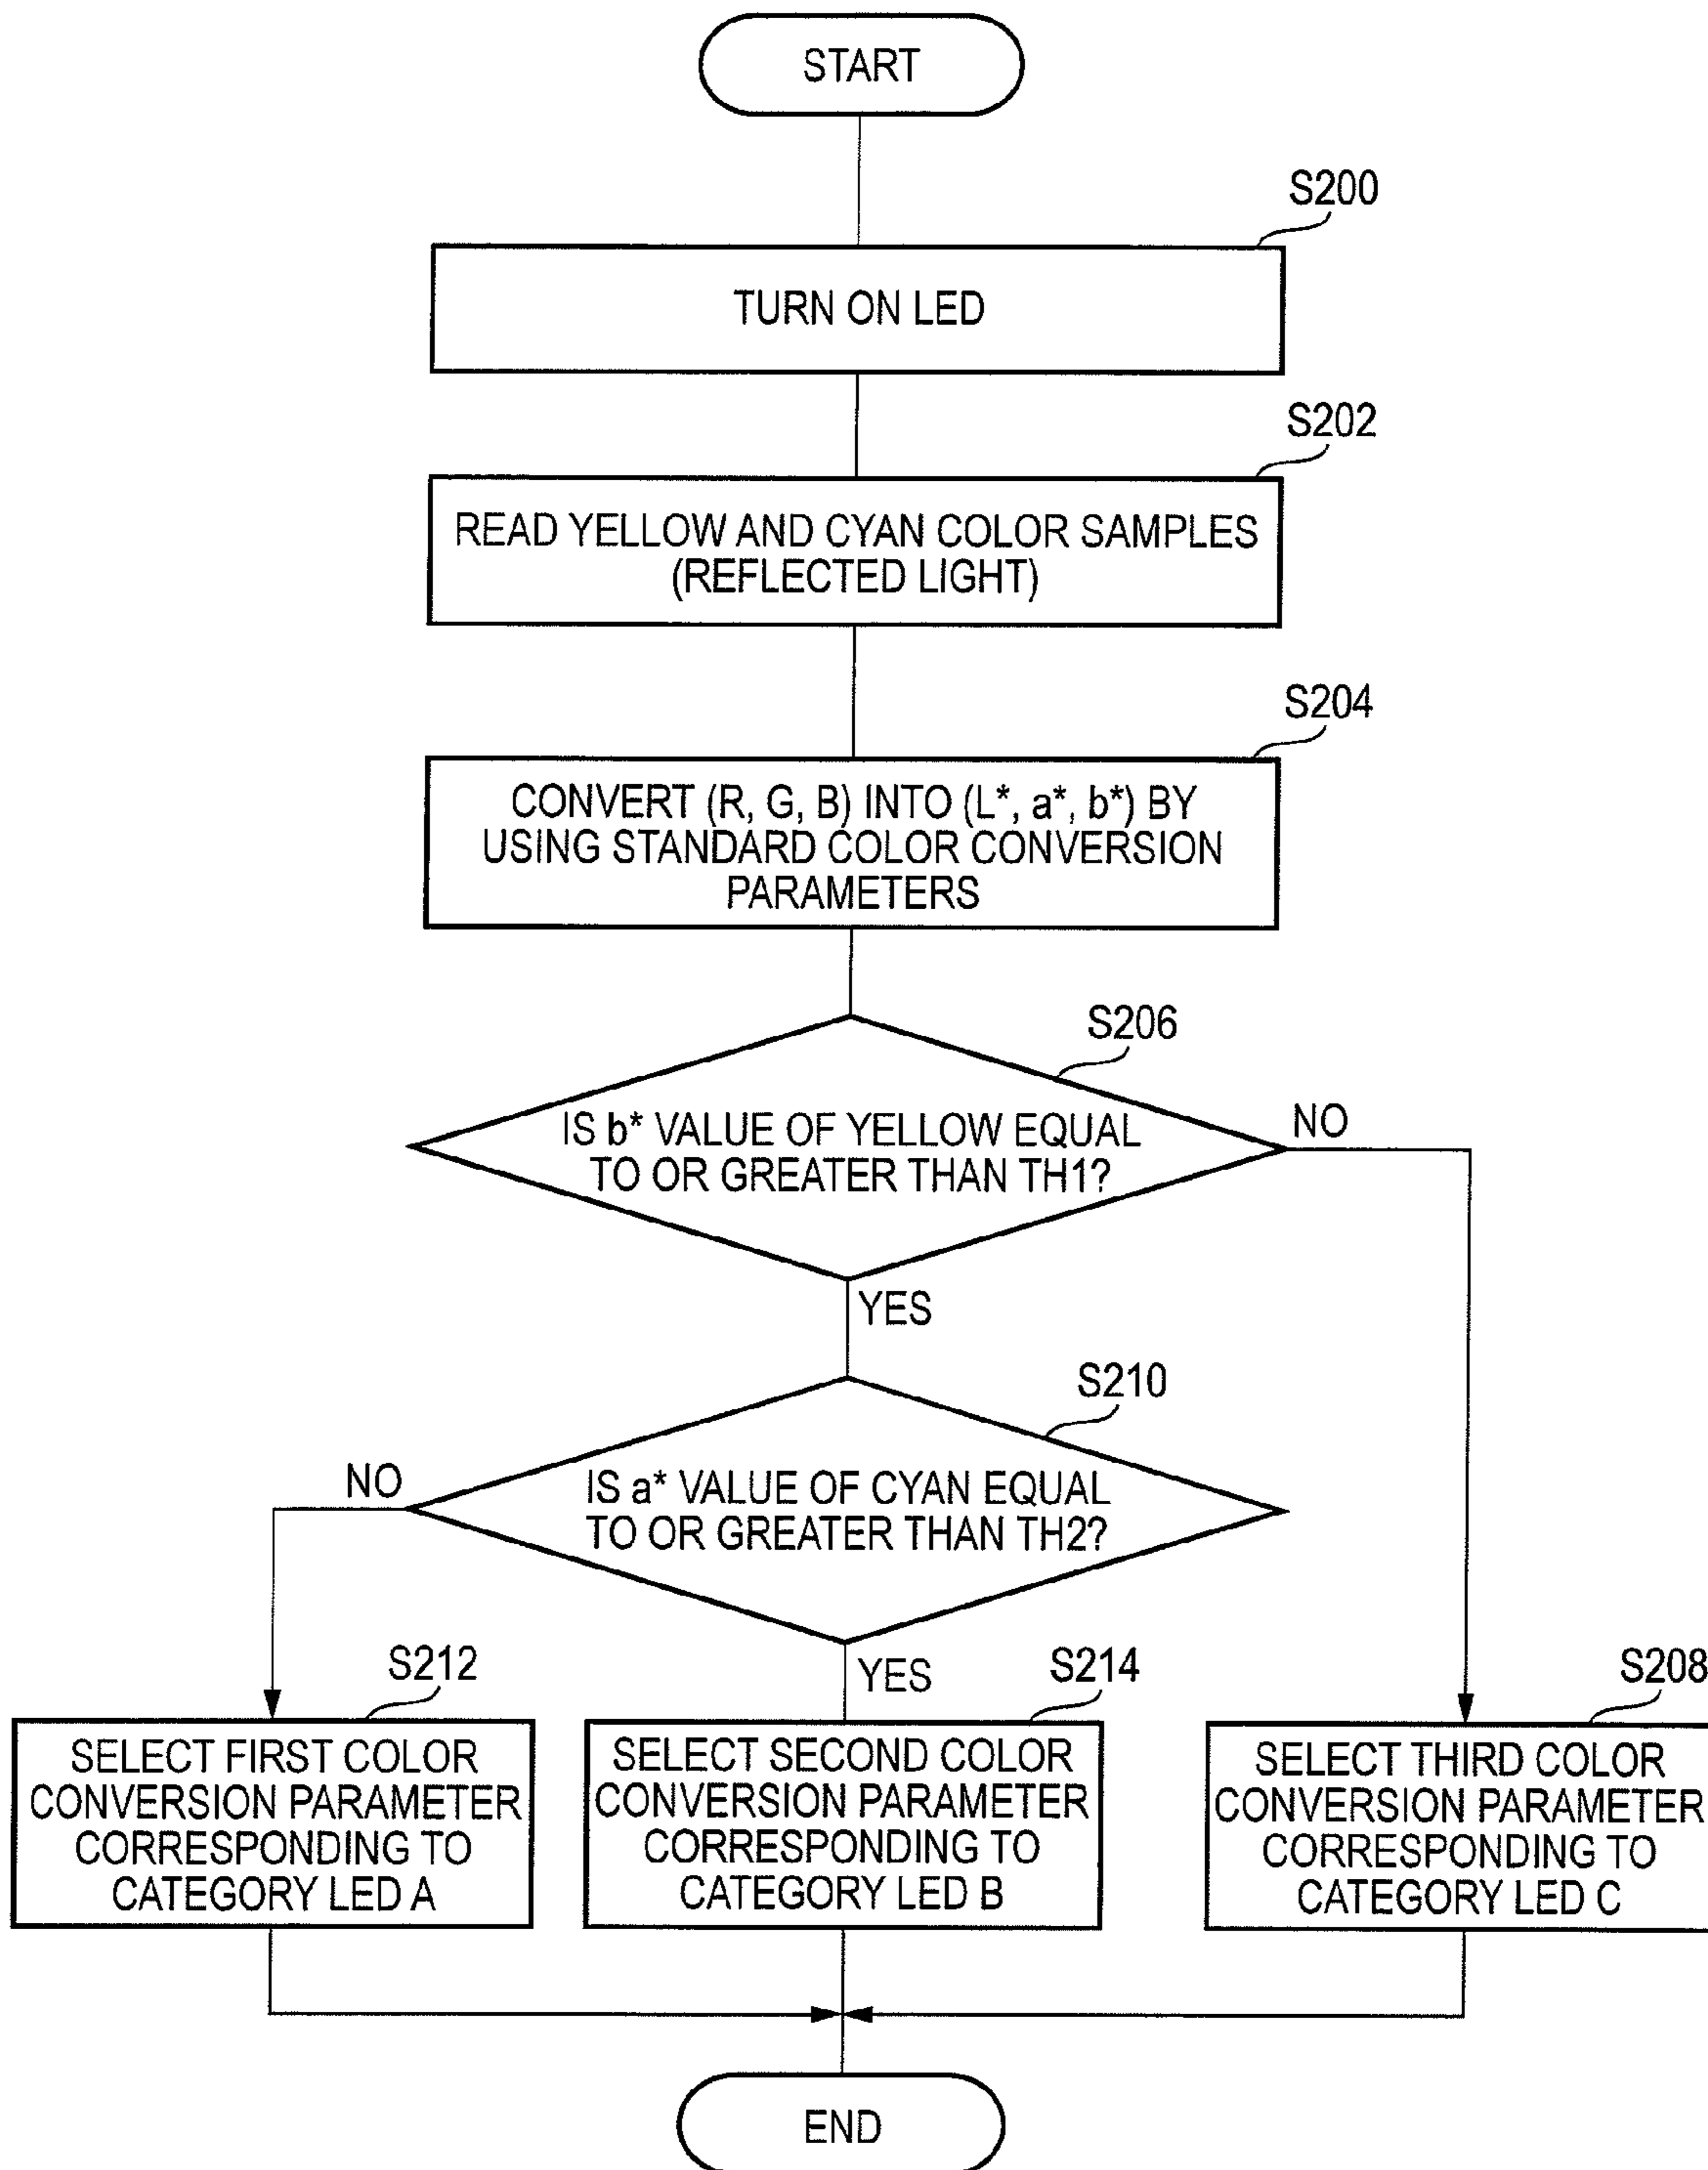 START
S200
TURN ON LED
S202
READ YELLOW AND CYAN COLOR SAMPLES
(REFLECTED LIGHT)
S204
CONVERT (R, G, B) INTO (L*, a*, b*) BY
USING STANDARD COLOR CONVERSION
PARAMETERS
S206
IS b* VALUE OF YELLOW EQUAL
TO OR GREATER THAN TH1?
NO
YES
S210
IS a* VALUE OF CYAN EQUAL
TO OR GREATER THAN TH2?
NO
YES
S212
SELECT FIRST COLOR
CONVERSION PARAMETER
CORRESPONDING TO
CATEGORY LED A
S214
SELECT SECOND COLOR
CONVERSION PARAMETER
CORRESPONDING TO
CATEGORY LED B
S208
SELECT THIRD COLOR
CONVERSION PARAMETER
CORRESPONDING TO
CATEGORY LED C
END